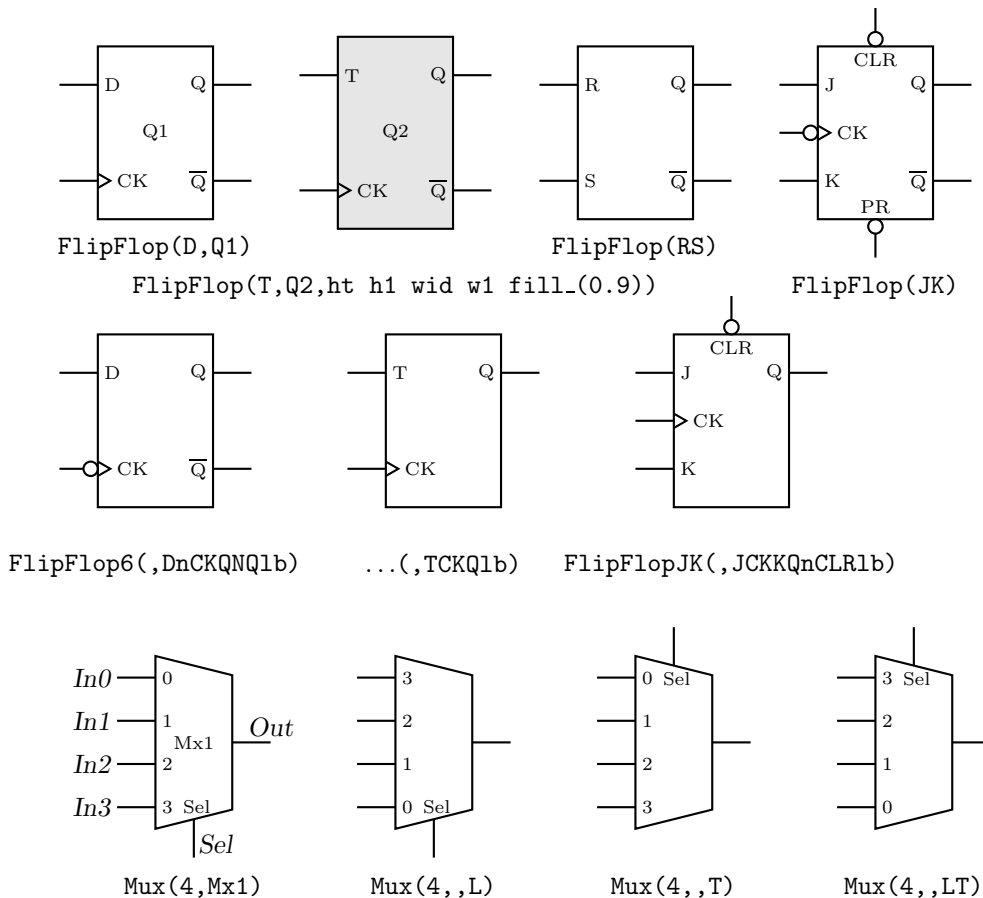 CLR
D Q T Q R Q J Q
Q1 Q2 CK
CK Q CK Q S Q K Q
PR
FlipFlop(D,Q1) FlipFlop(RS)
FlipFlop(T,Q2,ht h1 wid w1 fill_(0.9)) FlipFlop(JK)
CLR
D Q T Q J Q
CK
CK Q CK K
FlipFlop6(,DnCKQNQlb) ...(,TCKQlb) FlipFlopJK(,JCKKQnCLRlb)
In0 0 3 0 Sel 3 Sel
In1 1 2 1 2
Out
Mx1
In2 2 1 2 1
In3 3 Sel 0 Sel 3 0
Sel
Mux(4,Mx1) Mux(4,,L) Mux(4,,T) Mux(4,,LT)